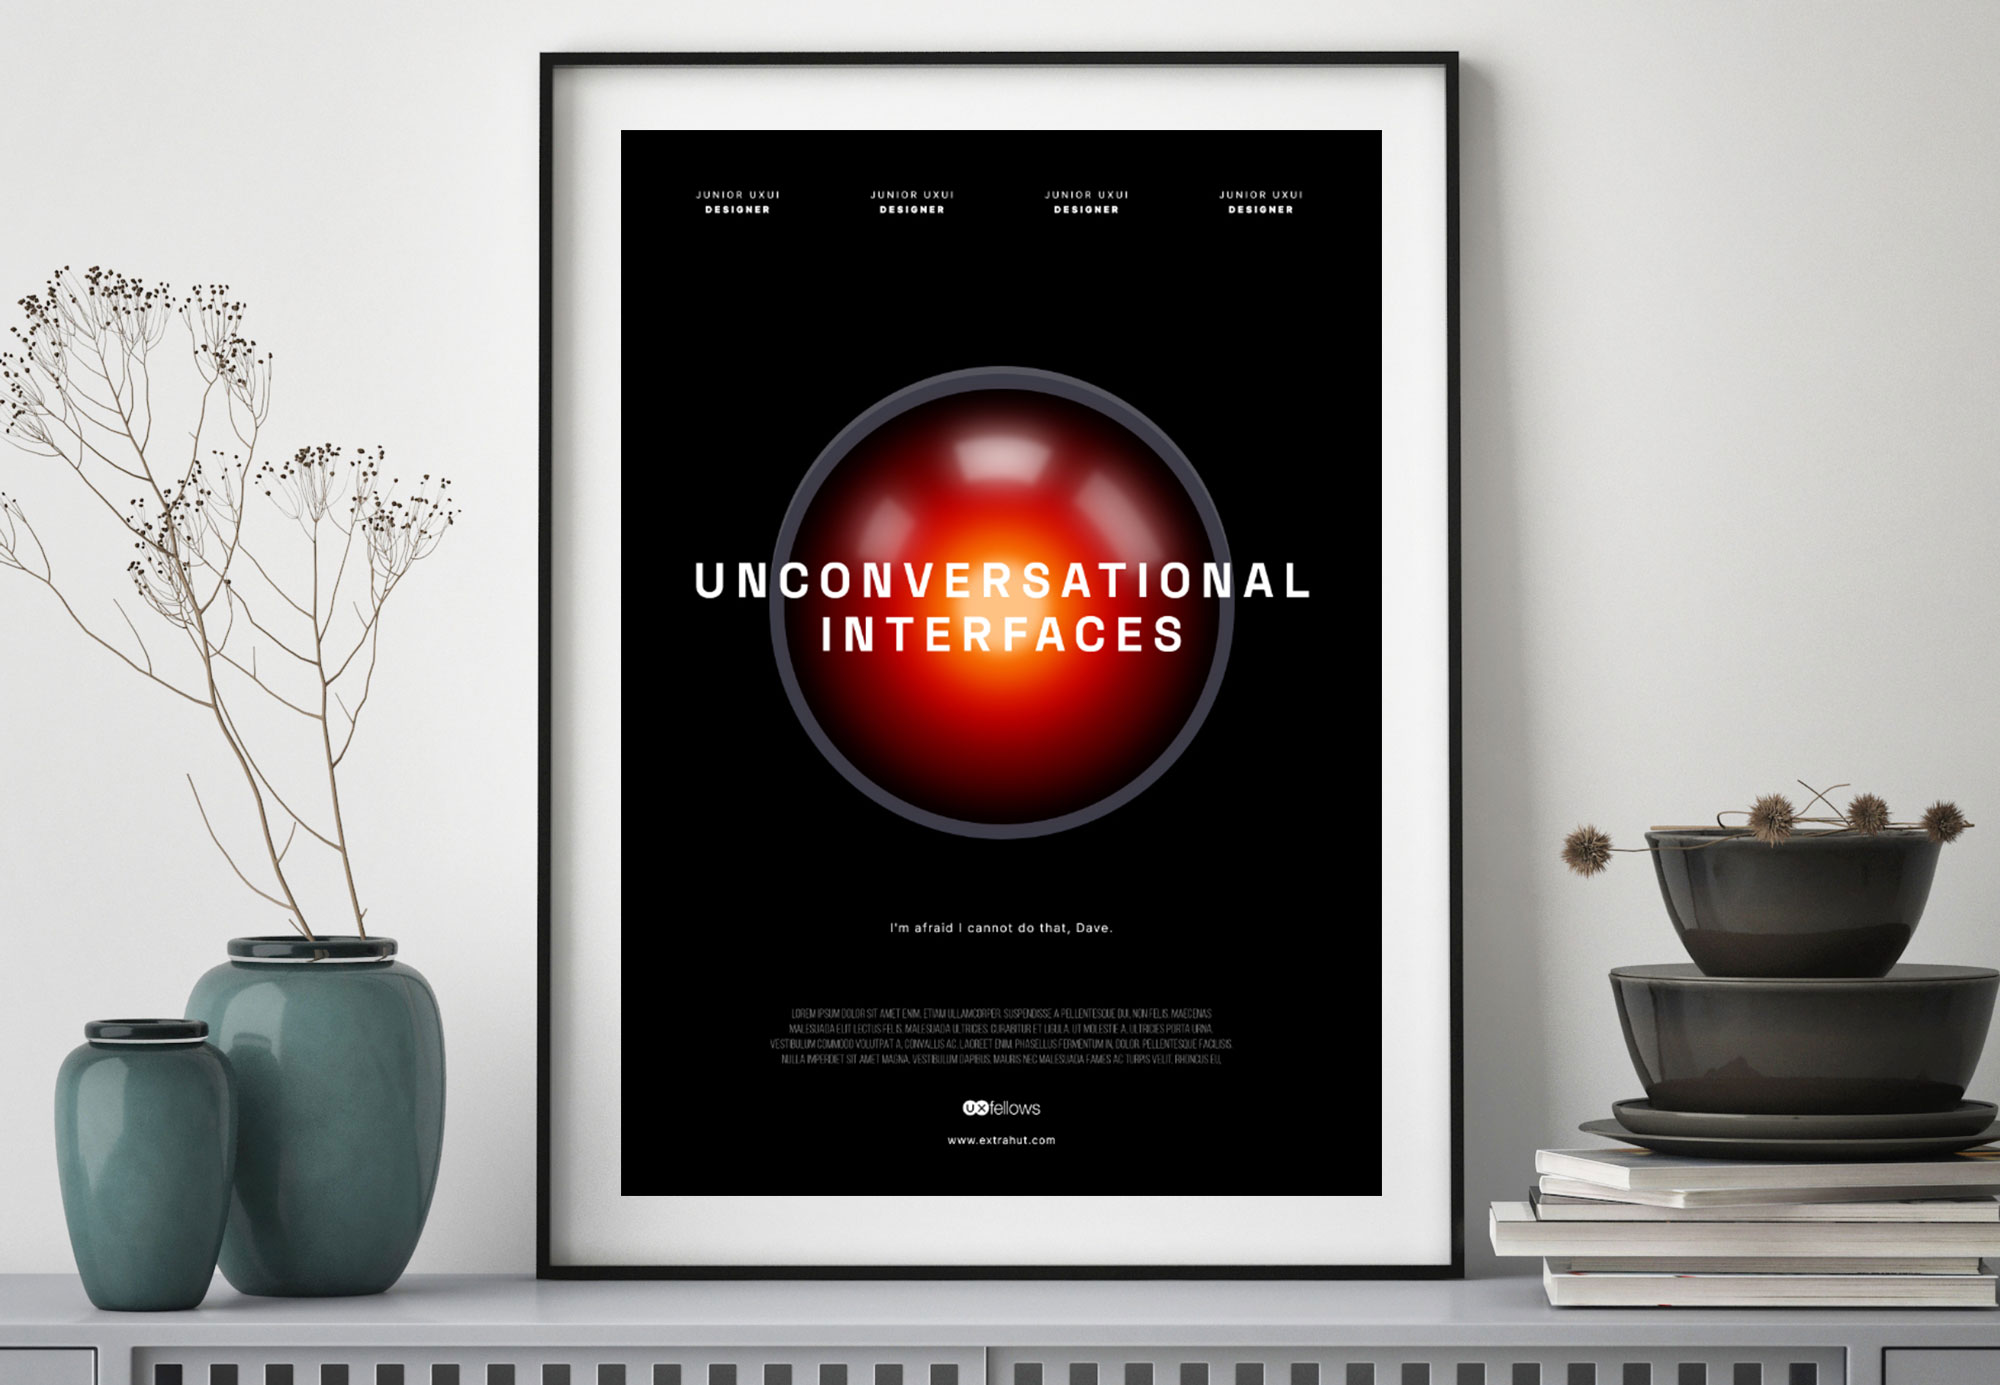 JUNIOR UXUI
DESIGNER
JUNIOR UXUI
DESIGNER
JUNIOR UXUI
DESIGNER
JUNIOR UXUI
DESIGNER
UNCONVERSATIONAL
INTERFACES
I'm afraid I cannot do that, Dave.
LOREM IPSUM DOLOR SIT AMET ENIM. ETIAM ULLAMCORPER. SUSPENDISSE A PELLENTESQUE DUI, NON FELIS. MAECENAS
MALESUADA ELIT LECTUS FELIS, MALESUADA ULTRICIES. CURABITUR ET LIGULA. UT MOLESTIE A, ULTRICIES PORTA URNA.
VESTIBULUM COMMODO VOLUTPAT A, CONVALLIS AC, LAOREET ENIM. PHASELLUS FERMENTUM IN, DOLOR. PELLENTESQUE FACILISIS.
NULLA IMPERDIET SIT AMET MAGNA. VESTIBULUM DAPIBUS, MAURIS NEC MALESUADA FAMES AC TURPIS VELIT, RHONCUS EU,
uxfellows
www.extrahut.com